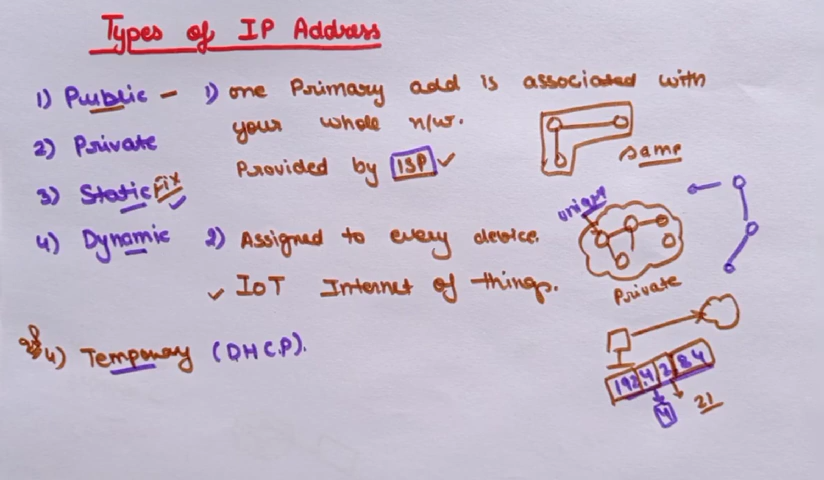 Types of IP Address
1) Public - 1) one Primary add is associated with
your whole n/w.
2) Private
Provided by ISP ✓
same
3) Static Fix
unique
4) Dynamic 2) Assigned to every device.
✓ IoT Internet of things.
Private
4) Temporary (DHCP).
192 4 2 84
4 21